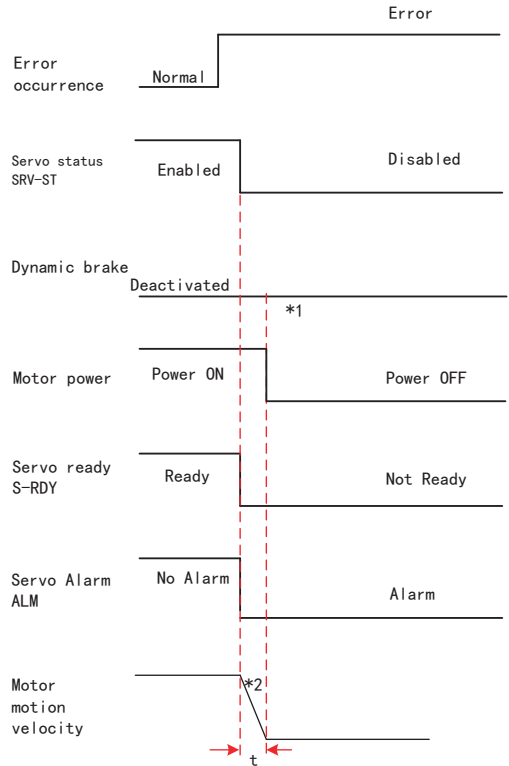 Error
Error
occurrence
Normal
Servo status
SRV-ST
Enabled
Disabled
Dynamic brake
Deactivated
*1
Motor power
Power ON
Power OFF
Servo ready
S-RDY
Ready
Not Ready
Servo Alarm
ALM
No Alarm
Alarm
Motor
motion
velocity
*2
t